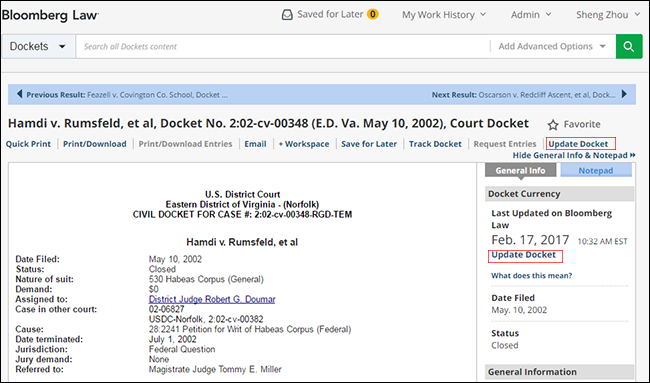 Bloomberg Law®
Saved for Later 0
My Work History
Admin
Sheng Zhou
Dockets
Search all Dockets content
Add Advanced Options
Previous Result: Feazell v. Covington Co. School, Docket ...
Next Result: Oscarson v. Redcliff Ascent, et al, Dock...
Hamdi v. Rumsfeld, et al, Docket No. 2:02-cv-00348 (E.D. Va. May 10, 2002), Court Docket
Favorite
Quick Print
Print/Download
Print/Download Entries
Email
+ Workspace
Save for Later
Track Docket
Request Entries
Update Docket
Hide General Info & Notepad
U.S. District Court
Eastern District of Virginia - (Norfolk)
CIVIL DOCKET FOR CASE #: 2:02-cv-00348-RGD-TEM
Hamdi v. Rumsfeld, et al
Date Filed: May 10, 2002
Status: Closed
Nature of suit: 530 Habeas Corpus (General)
Demand: $0
Assigned to: District Judge Robert G. Doumar
Case in other court: 02-06827
USDC-Norfolk, 2:02-cv-00382
Cause: 28:2241 Petition for Writ of Habeas Corpus (Federal)
Date terminated: July 1, 2002
Jurisdiction: Federal Question
Jury demand: None
Referred to: Magistrate Judge Tommy E. Miller
General Info
Notepad
Docket Currency
Last Updated on Bloomberg
Law
Feb. 17, 2017 10:32 AM EST
Update Docket
What does this mean?
Date Filed
May. 10, 2002
Status
Closed
General Information